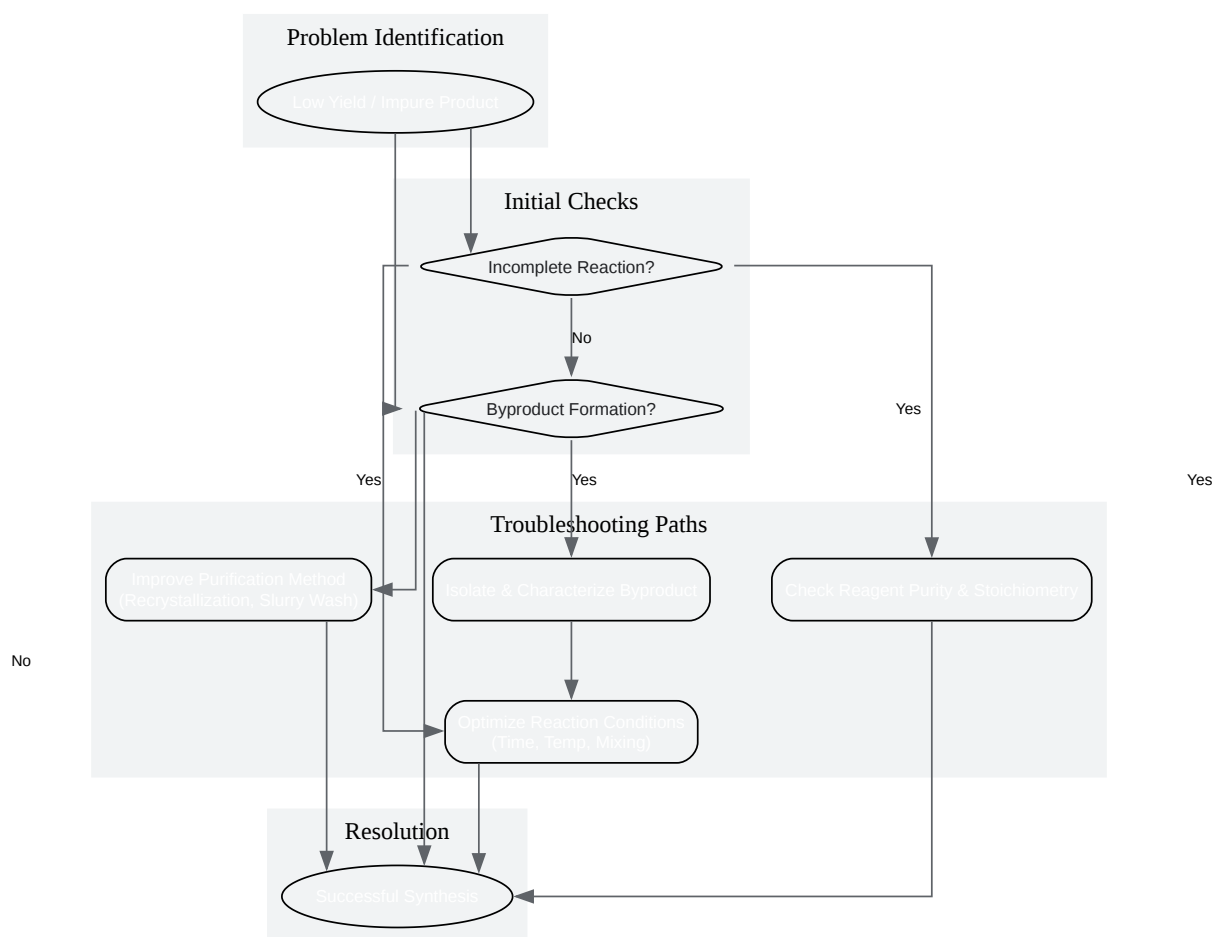 Problem Identification
Low Yield / Impure Product
Initial Checks
Incomplete Reaction?
No
Byproduct Formation?
Yes
Yes
Yes
Yes
Troubleshooting Paths
Improve Purification Method
(Recrystallization, Slurry Wash)
Isolate & Characterize Byproduct
Check Reagent Purity & Stoichiometry
No
Optimize Reaction Conditions
(Time, Temp, Mixing)
Resolution
Successful Synthesis